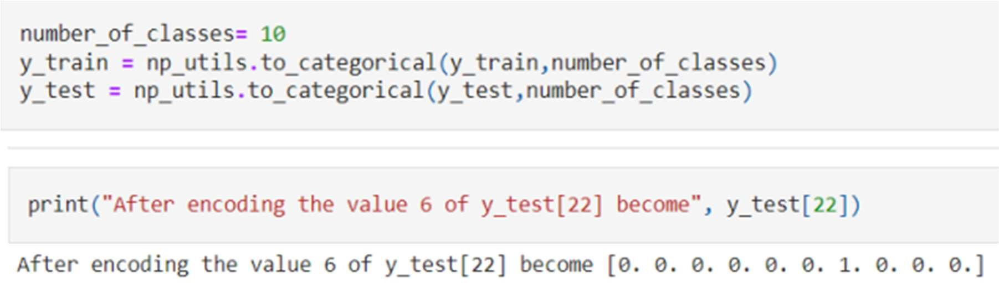 number_of_classes= 10
y_train = np_utils.to_categorical(y_train,number_of_classes)
y_test = np_utils.to_categorical(y_test,number_of_classes)
print("After encoding the value 6 of y_test[22] become", y_test[22])
After encoding the value 6 of y_test[22] become [0. 0. 0. 0. 0. 0. 1. 0. 0. 0.]